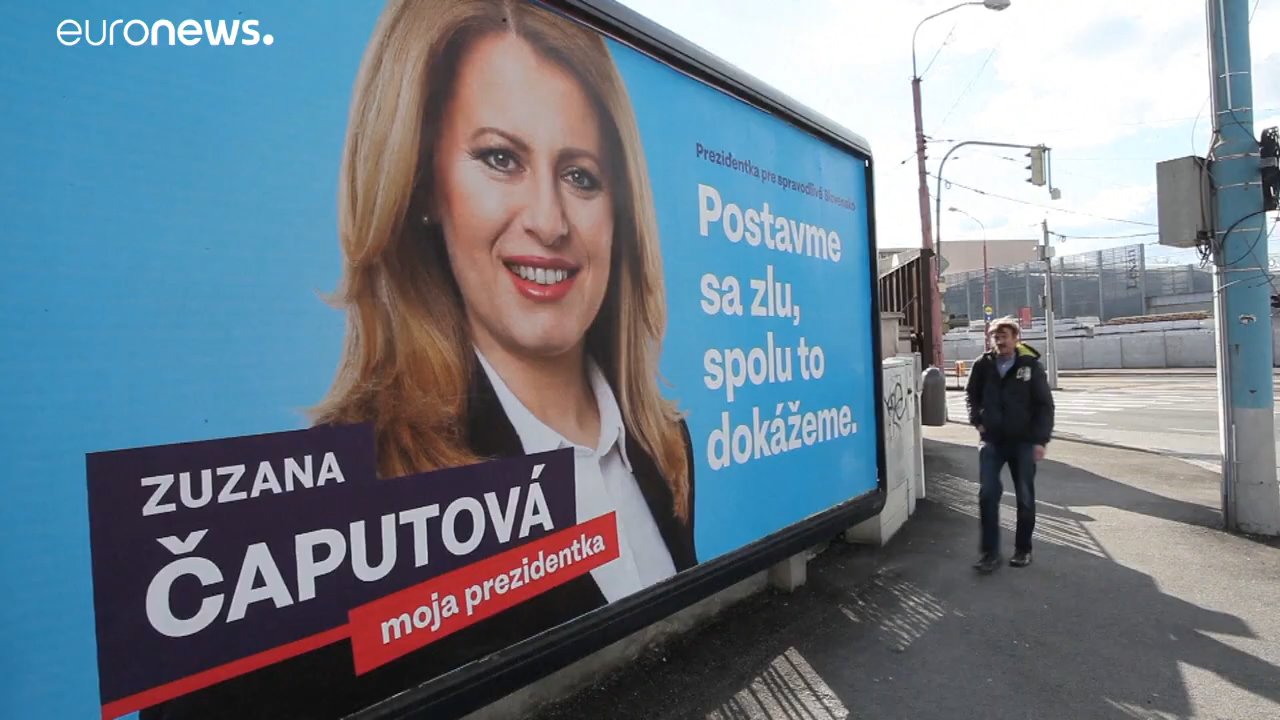 euronews.
Prezidentka pre spravodlivé Slovensko
Postavme
sa zlu,
spolu to
dokážeme.
ZUZANA
ČAPUTOVÁ
moja prezidentka